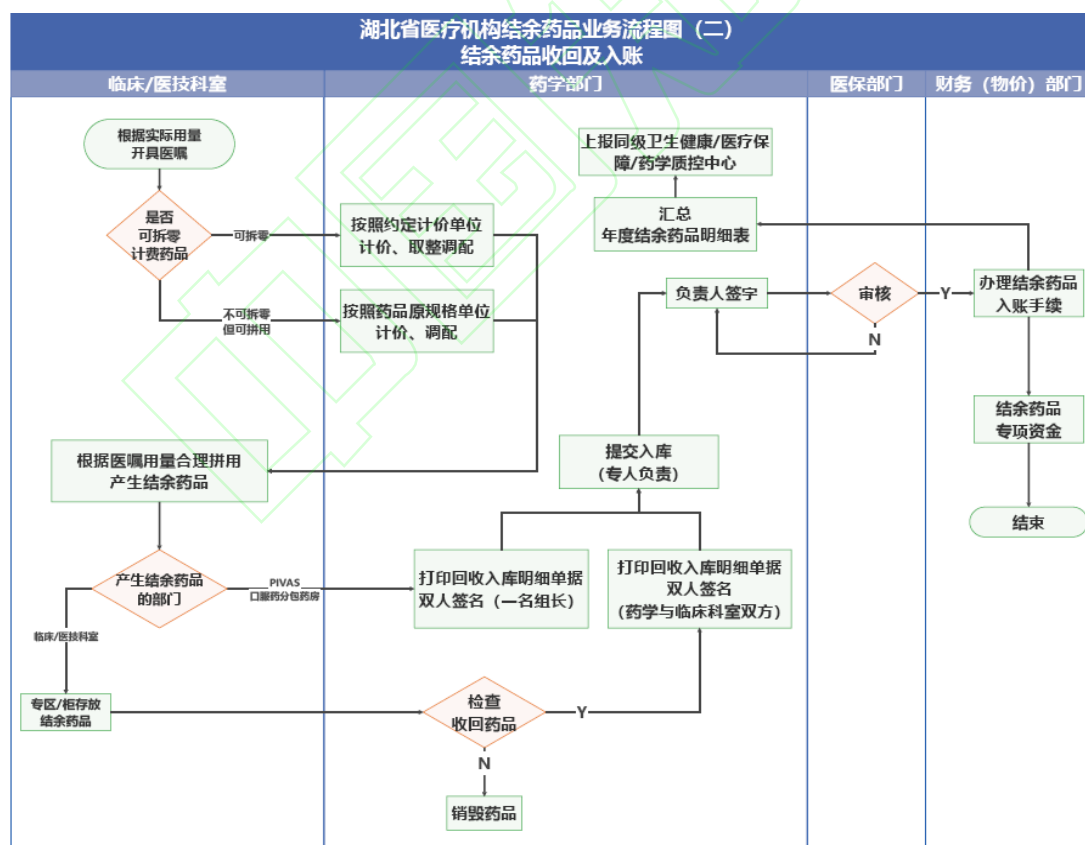 湖北省医疗机构结余药品业务流程图（二）
结余药品收回及入账
临床/医技科室
药学部门
医保部门
财务（物价）部门
根据实际用量
开具医嘱
上报同级卫生健康/医疗保
障/药学质控中心
是否
可拆零
计费药品
可拆零
按照约定计价单位
计价、取整调配
汇总
年度结余药品明细表
不可拆零
但可拼用
按照药品原规格单位
计价、调配
负责人签字
审核
Y
N
办理结余药品
入账手续
结余药品
专项资金
结束
根据医嘱用量合理拼用
产生结余药品
提交入库
（专人负责）
产生结余药品
的部门
PIVAS
口服药分包药房
打印回收入库明细单据
双人签名（一名组长）
打印回收入库明细单据
双人签名
（药学与临床科室双方）
临床/医技科室
专区/柜存放
结余药品
检查
收回药品
Y
N
销毁药品